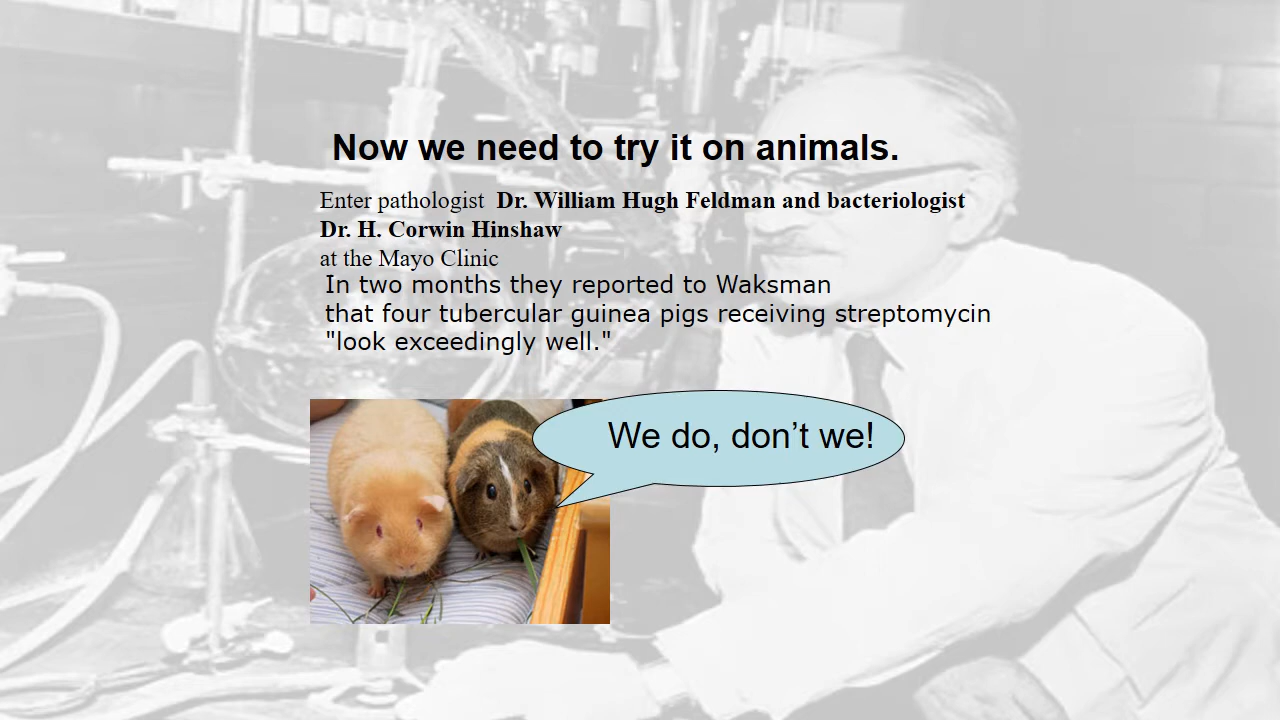 Now we need to try it on animals.
Enter pathologist  Dr. William Hugh Feldman and bacteriologist
Dr. H. Corwin Hinshaw
at the Mayo Clinic
In two months they reported to Waksman
that four tubercular guinea pigs receiving streptomycin
"look exceedingly well."
We do, don’t we!